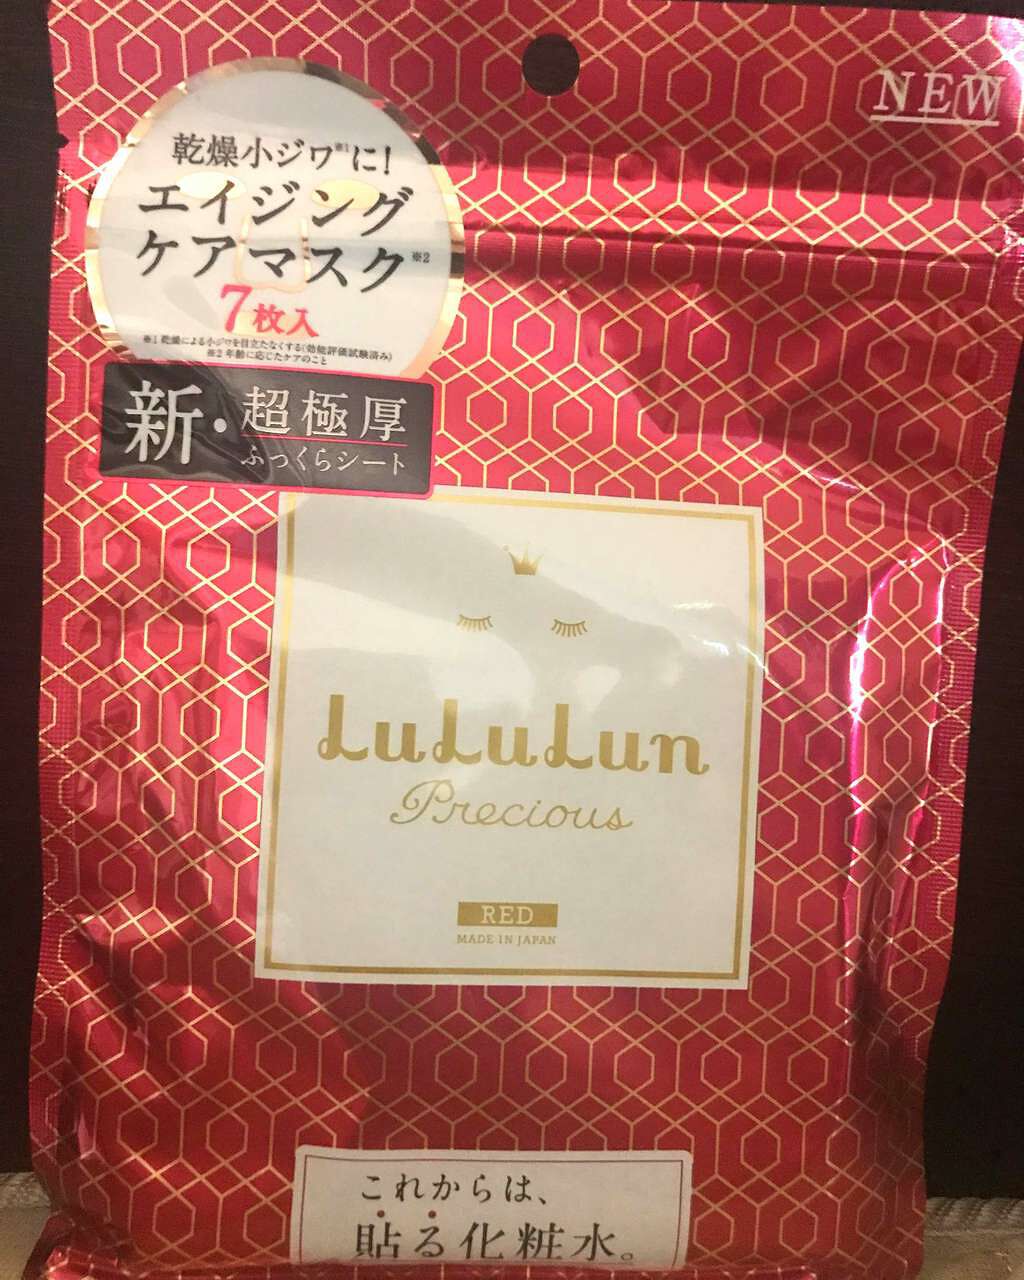 NEW
乾燥小ジワ※1に!
エイジング
ケアマスク※2
7枚入
※1 乾燥による小ジワを目立たなくする(効能評価試験済み)
※2 年齢に応じたケアのこと
新・超極厚
ふっくらシート
LuLuLun
Precious
RED
MADE IN JAPAN
これからは、
貼る化粧水。